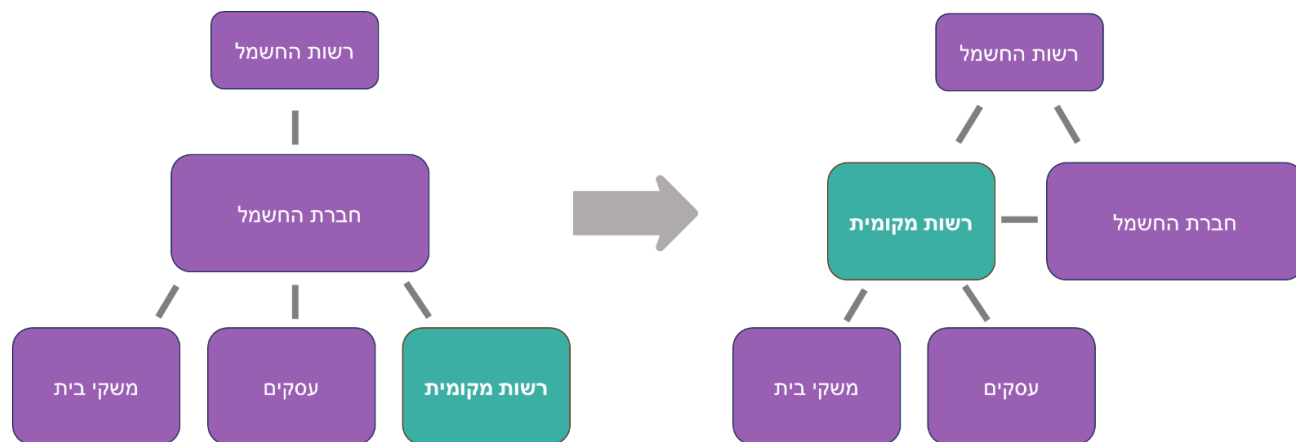 רשות החשמל
חברת החשמל
רשות מקומית
עסקים
משקי בית
רשות החשמל
חברת החשמל
רשות מקומית
עסקים
משקי בית